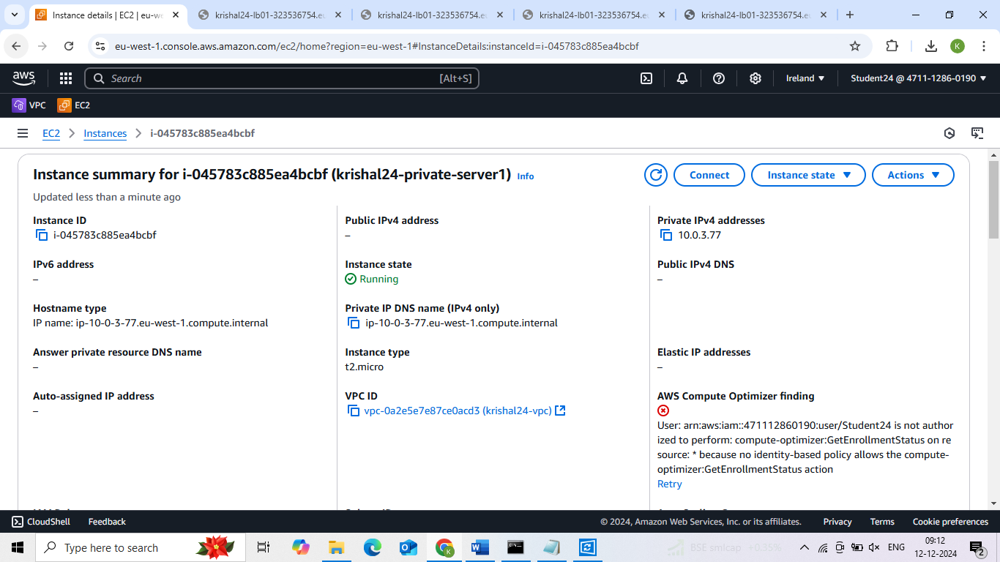 Instance details | EC2 | eu-we
krishal24-lb01-323536754.eu
krishal24-lb01-323536754.eu
krishal24-lb01-323536754.eu
krishal24-lb01-323536754.eu
eu-west-1.console.aws.amazon.com/ec2/home?region=eu-west-1#InstanceDetails:instanceId=i-045783c885ea4bcbf
K
aws
Search
[Alt+S]
Ireland
Student24 @ 4711-1286-0190
VPC
EC2
EC2
Instances
i-045783c885ea4bcbf
Instance summary for i-045783c885ea4bcbf (krishal24-private-server1) Info
Connect
Instance state
Actions
Updated less than a minute ago
Instance ID
i-045783c885ea4bcbf
Public IPv4 address
–
Private IPv4 addresses
10.0.3.77
IPv6 address
–
Instance state
Running
Public IPv4 DNS
–
Hostname type
IP name: ip-10-0-3-77.eu-west-1.compute.internal
Private IP DNS name (IPv4 only)
ip-10-0-3-77.eu-west-1.compute.internal
Answer private resource DNS name
–
Instance type
t2.micro
Elastic IP addresses
–
Auto-assigned IP address
–
VPC ID
vpc-0a2e5e7e87ce0acd3 (krishal24-vpc)
AWS Compute Optimizer finding
User: arn:aws:iam::471112860190:user/Student24 is not author
ized to perform: compute-optimizer:GetEnrollmentStatus on re
source: * because no identity-based policy allows the compute-
optimizer:GetEnrollmentStatus action
Retry
CloudShell
Feedback
© 2024, Amazon Web Services, Inc. or its affiliates.
Privacy
Terms
Cookie preferences
Type here to search
BSE smlcap +0.35%
ENG
09:12
12-12-2024
2